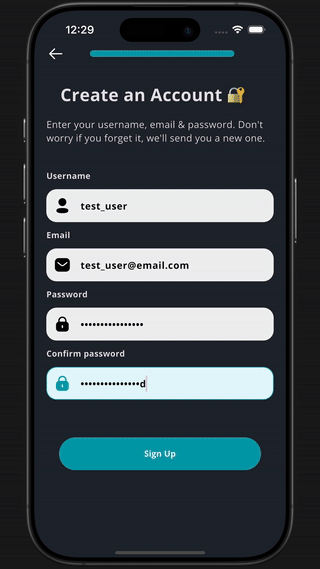 12:29
Create an Account 🔐
Enter your username, email & password. Don't
worry if you forget it, we'll send you a new one.
Username
test_user
Email
test_user@email.com
Password
••••••••••••••••
Confirm password
•••••••••••••••d
Sign Up